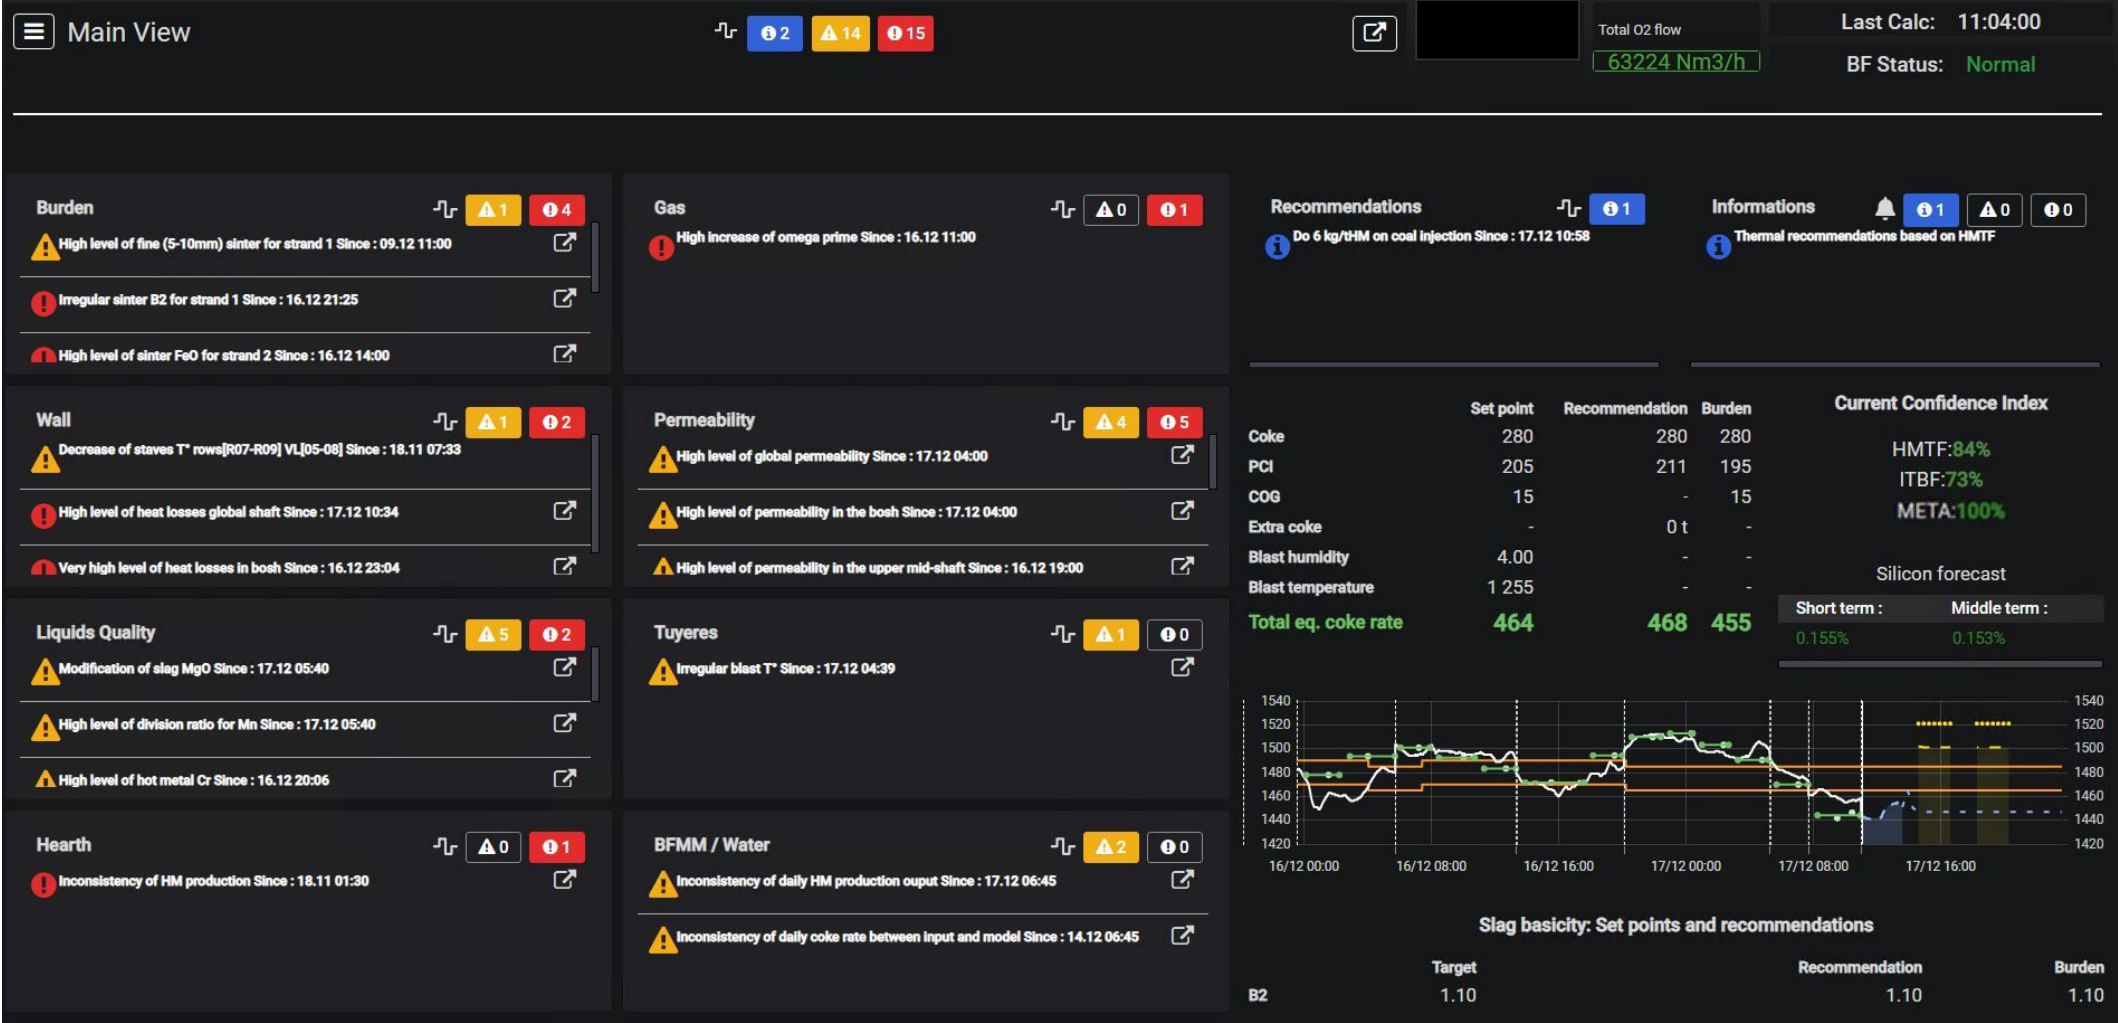 Main View
2 14 15
Total O2 flow
63224 Nm3/h
Last Calc: 11:04:00
BF Status: Normal
Burden 1 4
High level of fine (5-10mm) sinter for strand 1 Since : 09.12 11:00
Irregular sinter B2 for strand 1 Since : 16.12 21:25
High level of sinter FeO for strand 2 Since : 16.12 14:00
Gas 0 1
High increase of omega prime Since : 16.12 11:00
Recommendations 1
Do 6 kg/tHM on coal injection Since : 17.12 10:58
Informations 1 0 0
Thermal recommendations based on HMTF
Wall 1 2
Decrease of staves T° rows[R07-R09] VL[05-08] Since : 18.11 07:33
High level of heat losses global shaft Since : 17.12 10:34
Very high level of heat losses in bosh Since : 16.12 23:04
Permeability 4 5
High level of global permeability Since : 17.12 04:00
High level of permeability in the bosh Since : 17.12 04:00
High level of permeability in the upper mid-shaft Since : 16.12 19:00
Set point Recommendation Burden
Coke 280 280 280
PCI 205 211 195
COG 15 - 15
Extra coke - 0 t -
Blast humidity 4.00 - -
Blast temperature 1 255 - -
Total eq. coke rate 464 468 455
Current Confidence Index
HMTF:84%
ITBF:73%
META:100%
Silicon forecast
Short term : Middle term :
0.155% 0.153%
Liquids Quality 5 2
Modification of slag MgO Since : 17.12 05:40
High level of division ratio for Mn Since : 17.12 05:40
High level of hot metal Cr Since : 16.12 20:06
Tuyeres 1 0
Irregular blast T° Since : 17.12 04:39
1540 1540
1520 1520
1500 1500
1480 1480
1460 1460
1440 1440
1420 1420
16/12 00:00 16/12 08:00 16/12 16:00 17/12 00:00 17/12 08:00 17/12 16:00
Hearth 0 1
Inconsistency of HM production Since : 18.11 01:30
BFMM / Water 2 0
Inconsistency of daily HM production ouput Since : 17.12 06:45
Inconsistency of daily coke rate between input and model Since : 14.12 06:45
Slag basicity: Set points and recommendations
Target Recommendation Burden
B2 1.10 1.10 1.10